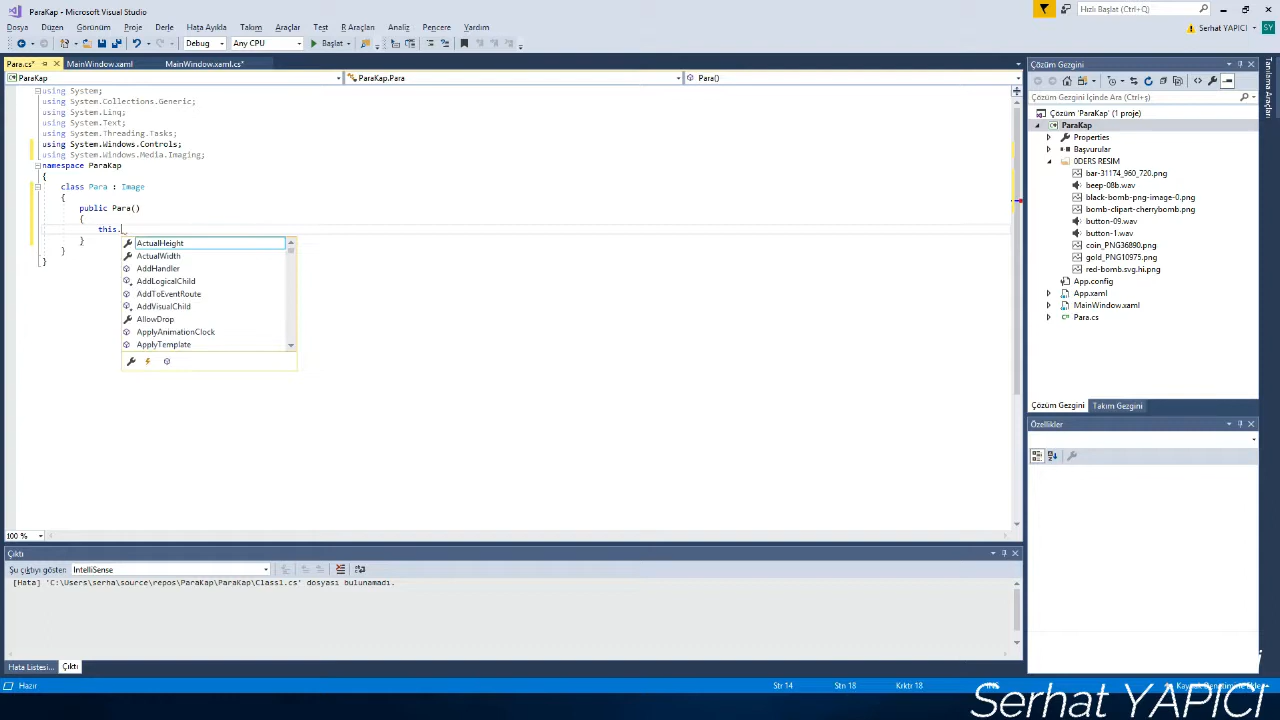 ParaKap - Microsoft Visual Studio
Hızlı Başlat (Ctrl+Q)
Dosya Düzen Görünüm Proje Derle Hata Ayıkla Takım Araçlar Test R Araçları Analiz Pencere Yardım
Serhat YAPICI SY
Debug Any CPU Başlat
Para.cs* MainWindow.xaml MainWindow.xaml.cs*
ParaKap ParaKap.Para Para()
using System;
using System.Collections.Generic;
using System.Linq;
using System.Text;
using System.Threading.Tasks;
using System.Windows.Controls;
using System.Windows.Media.Imaging;
namespace ParaKap
{
class Para : Image
{
public Para()
{
this.
}
}
}
ActualHeight
ActualWidth
AddHandler
AddLogicalChild
AddToEventRoute
AddVisualChild
AllowDrop
ApplyAnimationClock
ApplyTemplate
100 %
Çözüm Gezgini
Çözüm Gezgini İçinde Ara (Ctrl+ş)
Çözüm 'ParaKap' (1 proje)
ParaKap
Properties
Başvurular
0DERS RESIM
bar-31174_960_720.png
beep-08b.wav
black-bomb-png-image-0.png
bomb-clipart-cherrybomb.png
button-09.wav
button-1.wav
coin_PNG36890.png
gold_PNG10975.png
red-bomb.svg.hi.png
App.config
App.xaml
MainWindow.xaml
Para.cs
Çözüm Gezgini Takım Gezgini
Özellikler
Tanılama Araçları
Çıktı
Şu çıktıyı göster: IntelliSense
[Hata] 'C:\Users\serha\source\repos\ParaKap\ParaKap\Class1.cs' dosyası bulunamadı.
Hata Listesi... Çıktı
Hazır Str 14 Stn 18 Krktr 18 INS
Serhat YAPICI